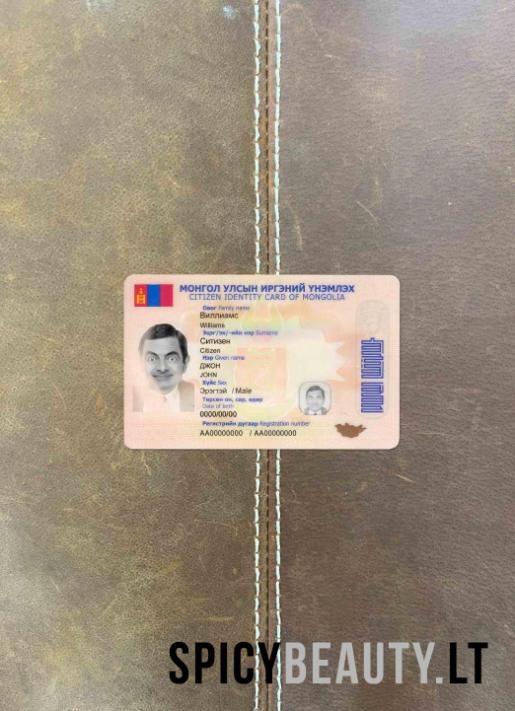 МОНГОЛ УЛСЫН ИРГЭНИЙ ҮНЭМЛЭХ
CITIZEN IDENTITY CARD OF MONGOLIA
Овог Family name
Виллиамс
Williams
Эцэг/эх/-ийн нэр Surname
Ситизен
Citizen
Нэр Given name
ДЖОН
JOHN
Хүйс Sex
Эрэгтэй / Male
Төрсөн он, сар, өдөр
Date of birth
0000/00/00
Регистрийн дугаар Registration number
АА00000000 / AA00000000
SPICYBEAUTY.LT